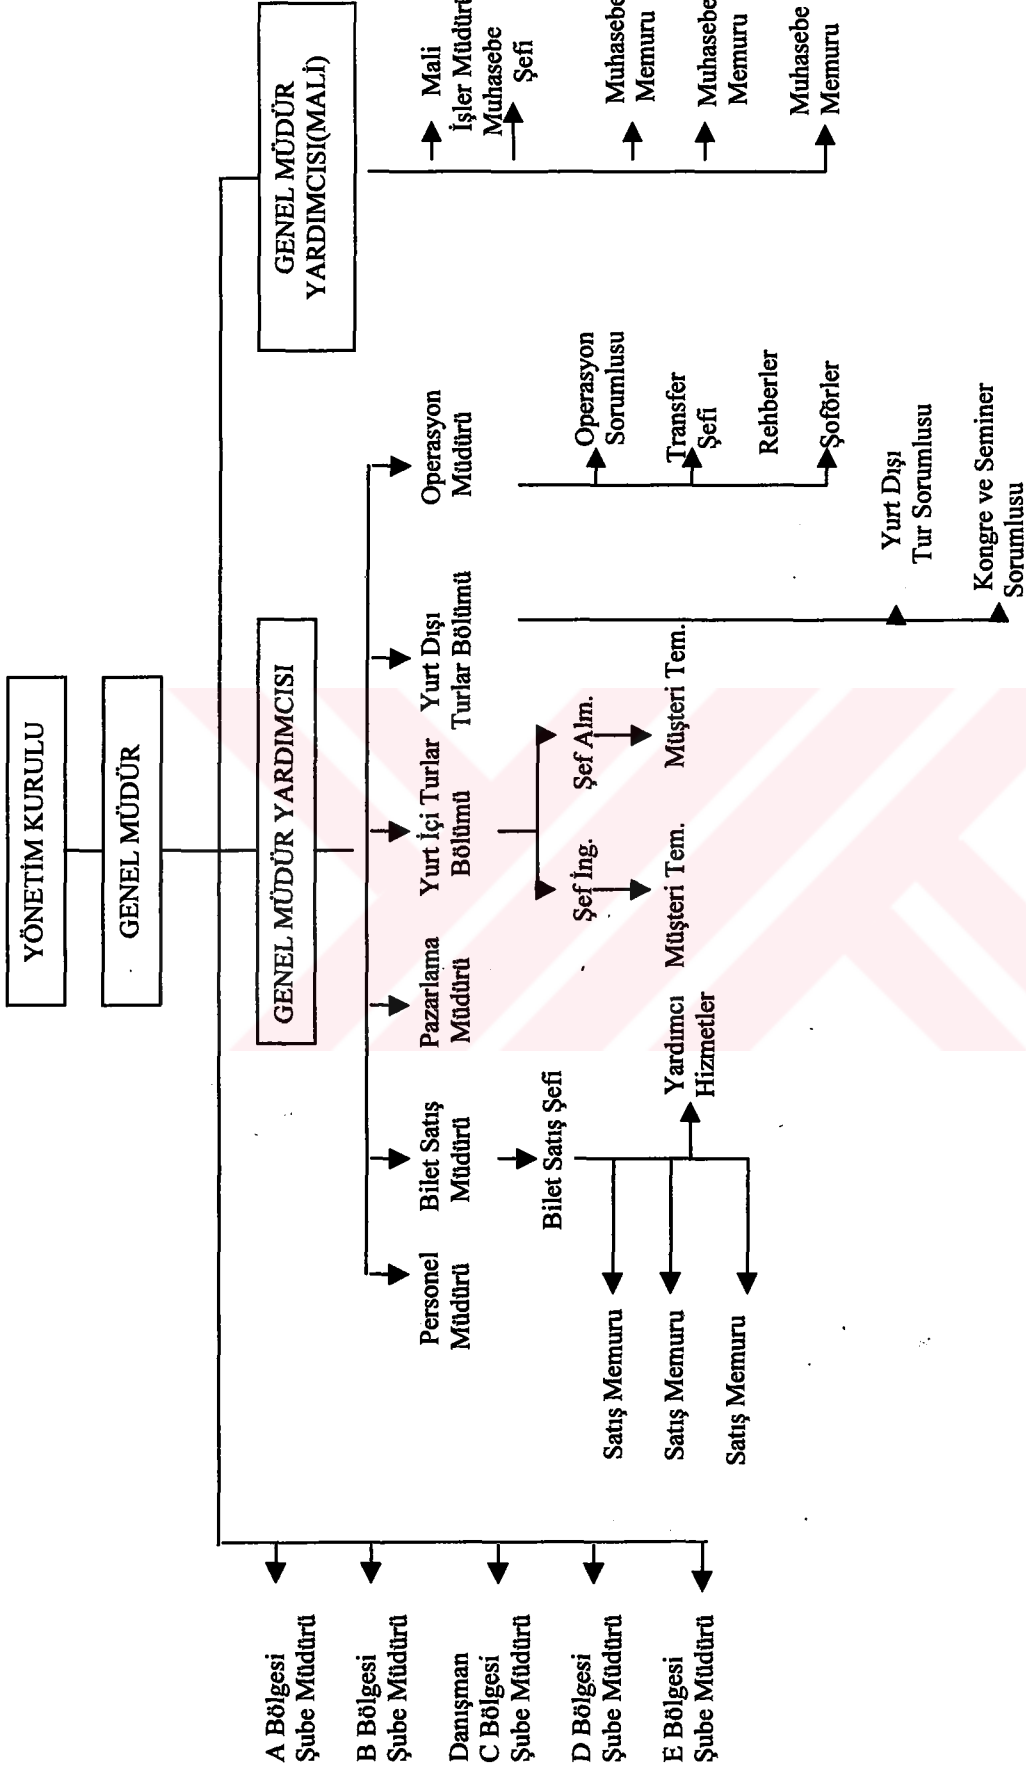 YÖNETİM KURULU
GENEL MÜDÜR
GENEL MÜDÜR YARDIMCISI
GENEL MÜDÜR
YARDIMCISI(MALİ)
A Bölgesi
Şube Müdürü
B Bölgesi
Şube Müdürü
Danışman
C Bölgesi
Şube Müdürü
D Bölgesi
Şube Müdürü
E Bölgesi
Şube Müdürü
Personel
Müdürü
Bilet Satış
Müdürü
Bilet Satış Şefi
Satış Memuru
Satış Memuru
Satış Memuru
Yardımcı
Hizmetler
Pazarlama
Müdürü
Yurt İçi Turlar
Bölümü
Şef İng.
Müşteri Tem.
Şef Alm.
Müşteri Tem.
Yurt Dışı
Turlar Bölümü
Yurt Dışı
Tur Sorumlusu
Kongre ve Seminer
Sorumlusu
Operasyon
Müdürü
Operasyon
Sorumlusu
Transfer
Şefi
Rehberler
Şoförler
Mali
İşler Müdürü
Muhasebe
Şefi
Muhasebe
Memuru
Muhasebe
Memuru
Muhasebe
Memuru